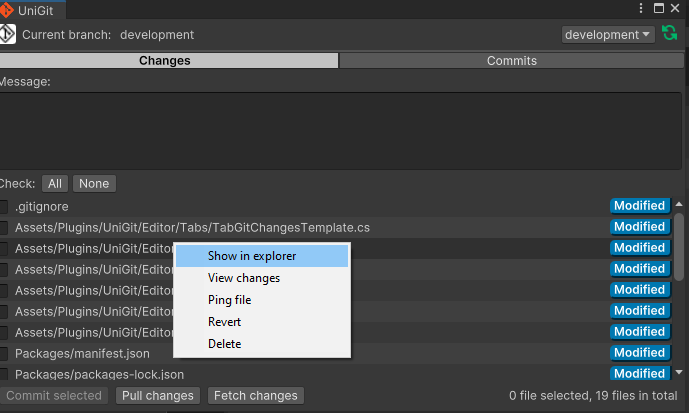 UniGit
Current branch: development
development
Changes
Commits
Message:
Check: All None
.gitignore Modified
Assets/Plugins/UniGit/Editor/Tabs/TabGitChangesTemplate.cs Modified
Assets/Plugins/UniGit/Editor Modified
Assets/Plugins/UniGit/Editor Modified
Assets/Plugins/UniGit/Editor Modified
Assets/Plugins/UniGit/Editor Modified
Assets/Plugins/UniGit/Editor Modified
Packages/manifest.json Modified
Packages/packages-lock.json Modified
Show in explorer
View changes
Ping file
Revert
Delete
Commit selected Pull changes Fetch changes 0 file selected, 19 files in total